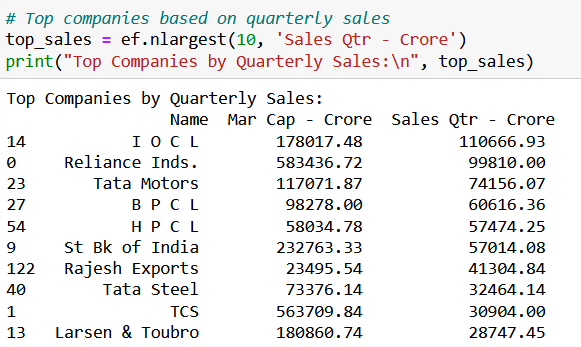 # Top companies based on quarterly sales
top_sales = ef.nlargest(10, 'Sales Qtr - Crore')
print("Top Companies by Quarterly Sales:\n", top_sales)
Top Companies by Quarterly Sales:
Name Mar Cap - Crore Sales Qtr - Crore
14 I O C L 178017.48 110666.93
0 Reliance Inds. 583436.72 99810.00
23 Tata Motors 117071.87 74156.07
27 B P C L 98278.00 60616.36
54 H P C L 58034.78 57474.25
9 St Bk of India 232763.33 57014.08
122 Rajesh Exports 23495.54 41304.84
40 Tata Steel 73376.14 32464.14
1 TCS 563709.84 30904.00
13 Larsen & Toubro 180860.74 28747.45